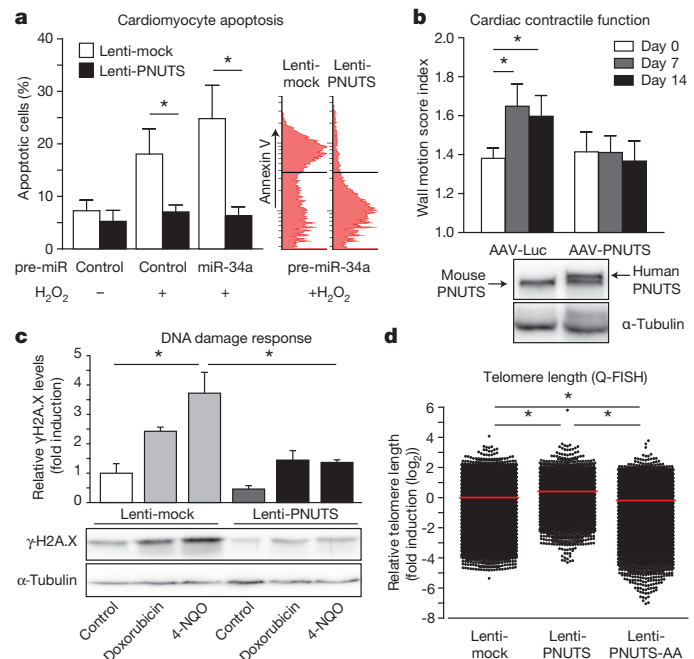 a
Cardiomyocyte apoptosis
Lenti-mock
Lenti-PNUTS
Apoptotic cells (%)
40
30
20
10
0
*
*
pre-miR Control Control miR-34a
H₂O₂ – + +
Lenti-mock
Lenti-PNUTS
Annexin V
pre-miR-34a
+H₂O₂
b
Cardiac contractile function
Day 0
Day 7
Day 14
Wall motion score index
2.0
1.8
1.6
1.4
1.2
1.0
*
*
AAV-Luc AAV-PNUTS
Mouse PNUTS
Human PNUTS
α-Tubulin
c
DNA damage response
Relative γH2A.X levels
(fold induction)
5
4
3
2
1
0
*
*
Lenti-mock Lenti-PNUTS
γ-H2A.X
α-Tubulin
Control
Doxorubicin
4-NQO
Control
Doxorubicin
4-NQO
d
Telomere length (Q-FISH)
*
*
*
Relative telomere length
(fold induction (log₂))
6
4
2
0
-2
-4
-6
-8
Lenti-mock
Lenti-PNUTS
Lenti-PNUTS-AA